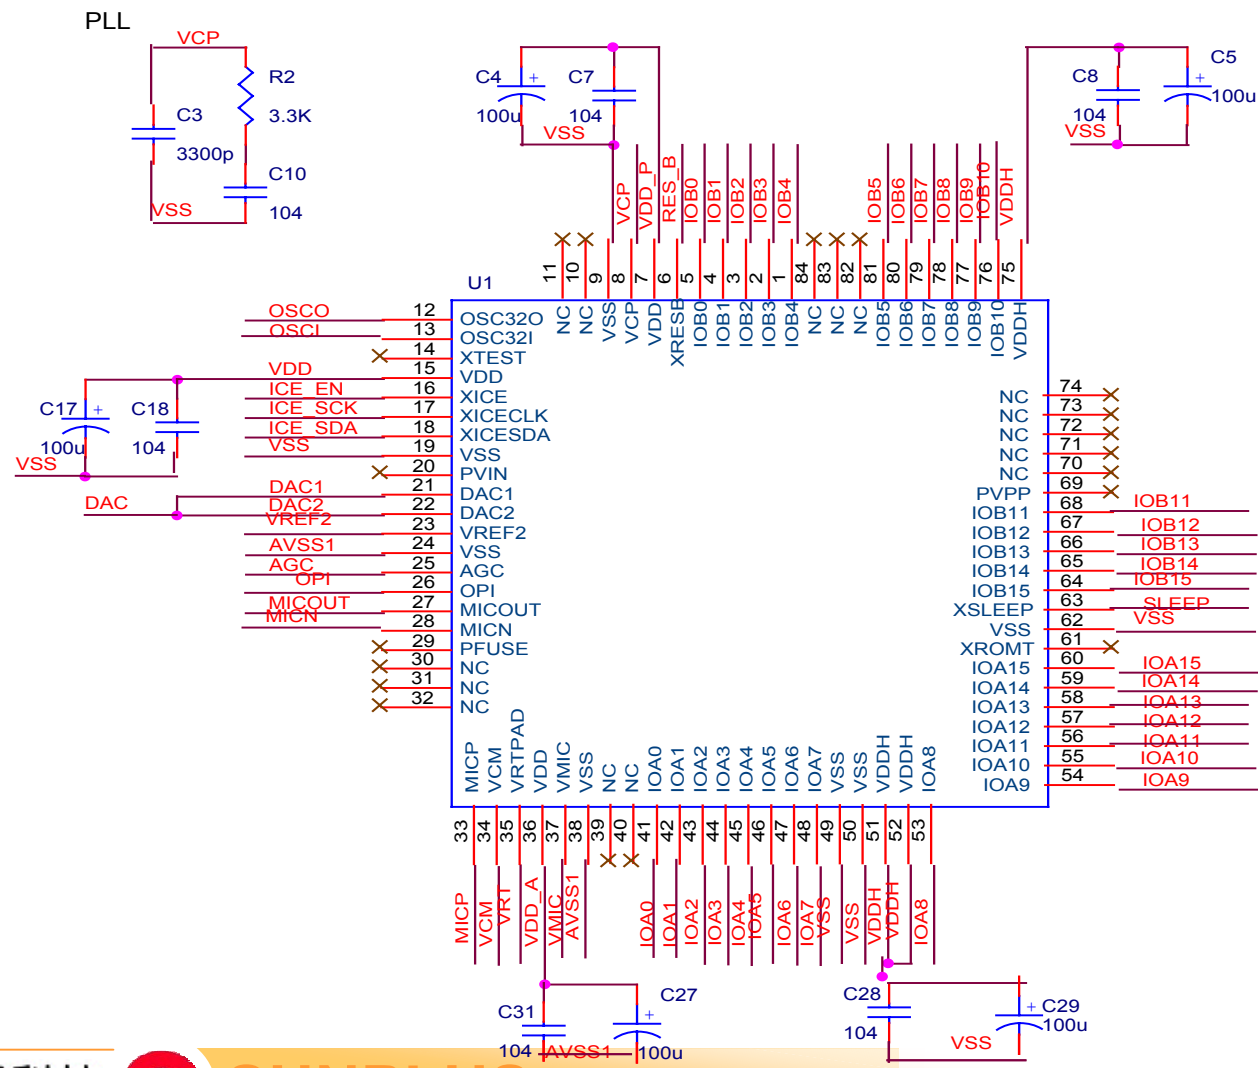 PLL
VCP
R2
3.3K
C3
3300p
C10
104
VSS
C4
+
100u
C7
104
VSS
C8
104
C5
+
100u
VSS
VCP
VDD_P
RES_B
IOB0
IOB1
IOB2
IOB3
IOB4
IOB5
IOB6
IOB7
IOB8
IOB9
IOB10
VDDH
11
10
9
8
7
6
5
4
3
2
1
84
83
82
81
80
79
78
77
76
75
U1
NC
NC
VSS
VCP
VDD
XRESB
IOB0
IOB1
IOB2
IOB3
IOB4
NC
NC
NC
IOB5
IOB6
IOB7
IOB8
IOB9
IOB10
VDDH
OSCO 12 OSC32O
OSCI 13 OSC32I
14 XTEST
VDD 15 VDD
ICE_EN 16 XICE
ICE_SCK 17 XICECLK
ICE_SDA 18 XICESDA
VSS 19 VSS
20 PVIN
DAC1 21 DAC1
DAC2 22 DAC2
VREF2 23 VREF2
AVSS1 24 VSS
AGC 25 AGC
OPI 26 OPI
MICOUT 27 MICOUT
MICN 28 MICN
29 PFUSE
30 NC
31 NC
32 NC
C17
+
100u
C18
104
VSS
DAC
NC 74
NC 73
NC 72
NC 71
NC 70
PVPP 69
IOB11 68 IOB11
IOB12 67 IOB12
IOB13 66 IOB13
IOB14 65 IOB14
IOB15 64 IOB15
XSLEEP 63 SLEEP
VSS 62 VSS
XROMT 61
IOA15 60 IOA15
IOA14 59 IOA14
IOA13 58 IOA13
IOA12 57 IOA12
IOA11 56 IOA11
IOA10 55 IOA10
IOA9 54 IOA9
MICP
VCM
VRTPAD
VDD
VMIC
VSS
NC
NC
IOA0
IOA1
IOA2
IOA3
IOA4
IOA5
IOA6
IOA7
VSS
VSS
VDDH
VDDH
IOA8
33
34
35
36
37
38
39
40
41
42
43
44
45
46
47
48
49
50
51
52
53
MICP
VCM
VRT
VDD_A
VMIC
AVSS1
IOA0
IOA1
IOA2
IOA3
IOA4
IOA5
IOA6
IOA7
VSS
VSS
VDDH
VDDH
IOA8
C31
104
AVSS1
C27
+
100u
C28
104
C29
+
100u
VSS